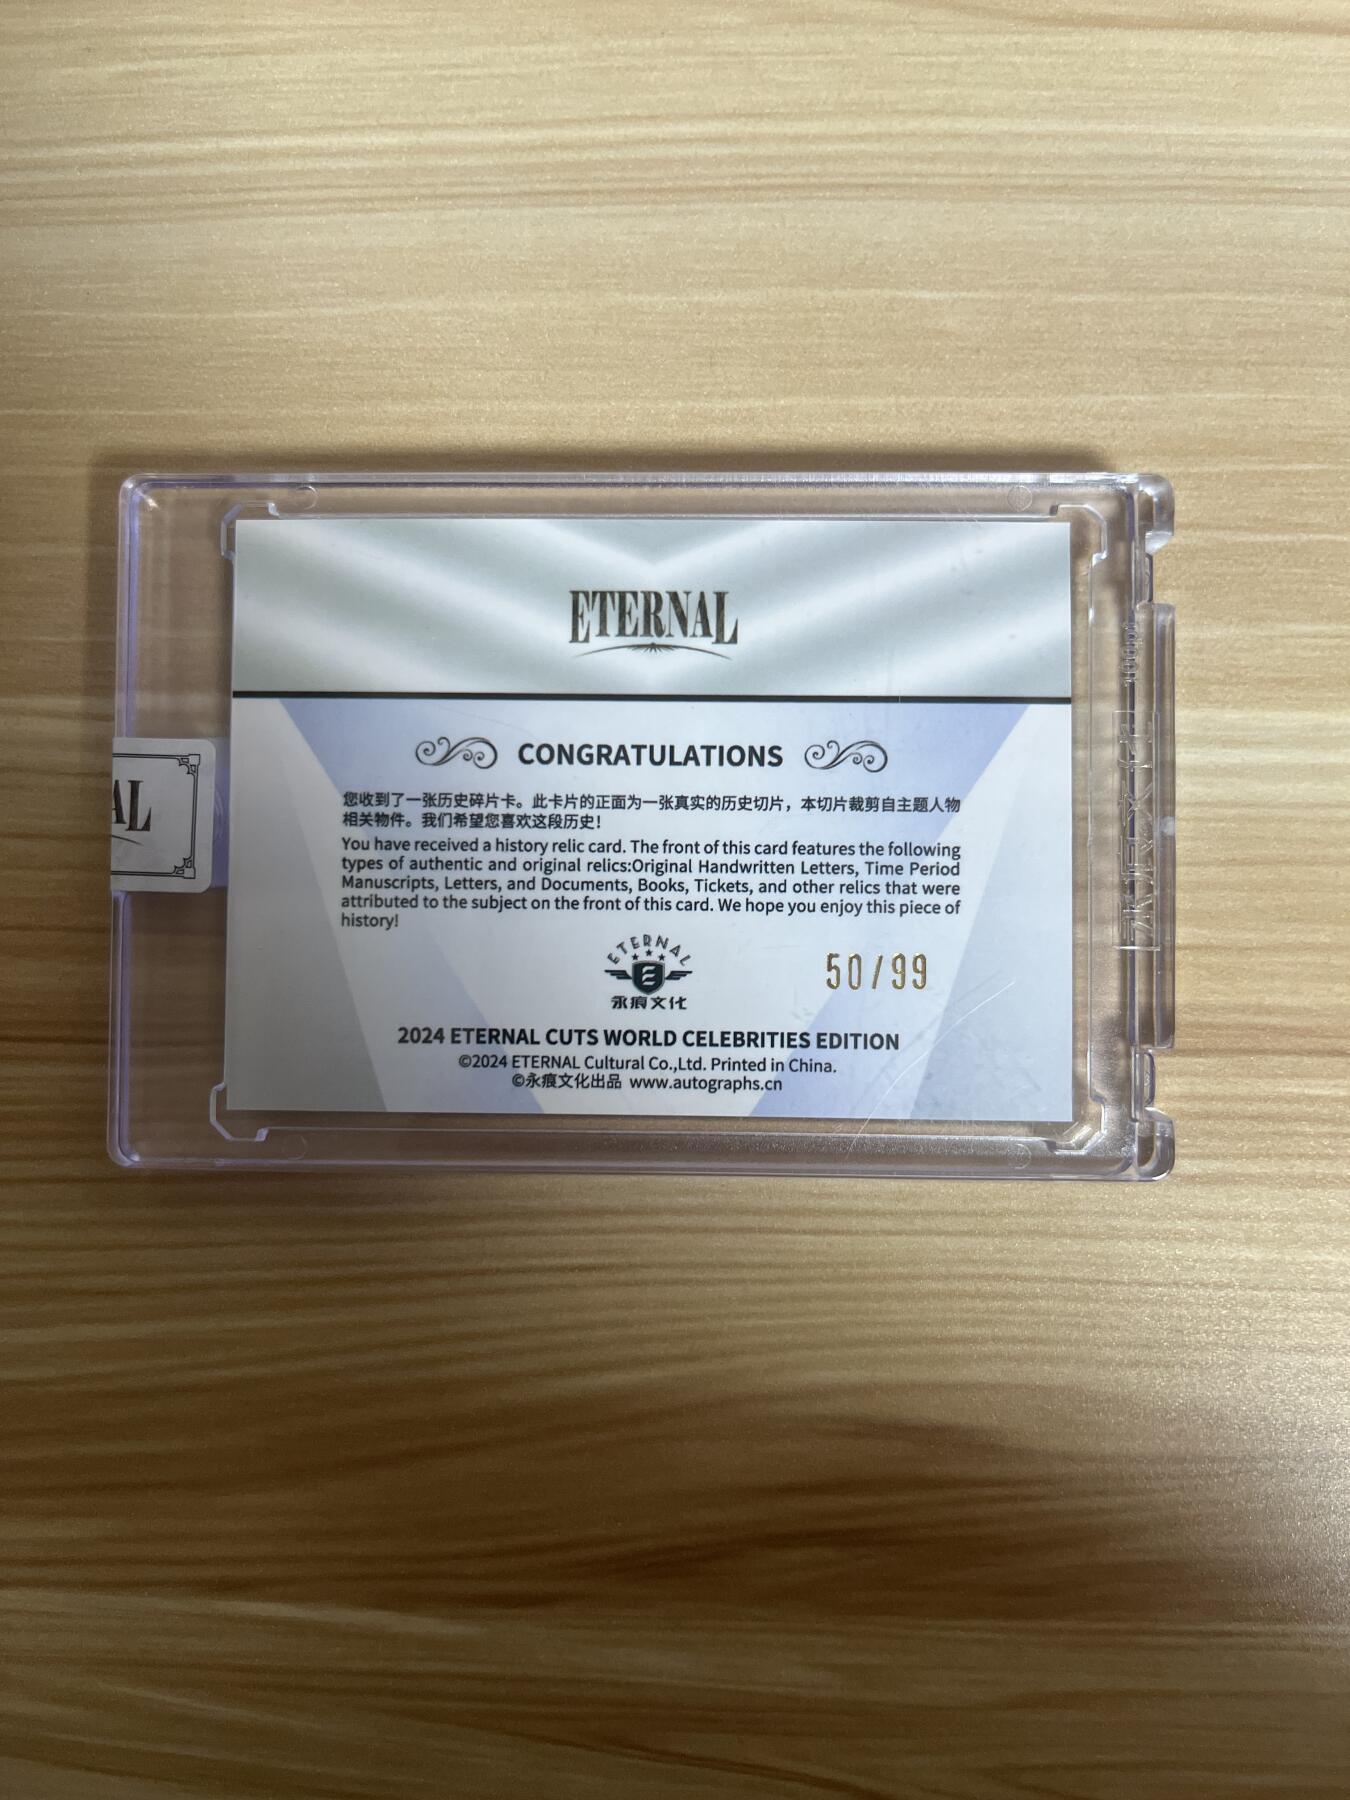 ETERNAL
CONGRATULATIONS
您收到了一张历史碎片卡。此卡片的正面为一张真实的历史切片，本切片裁剪自主题人物
相关物件。我们希望您喜欢这段历史！
You have received a history relic card. The front of this card features the following
types of authentic and original relics:Original Handwritten Letters, Time Period
Manuscripts, Letters, and Documents, Books, Tickets, and other relics that were
attributed to the subject on the front of this card. We hope you enjoy this piece of
history!
ETERNAL
E
永痕文化
50/99
2024 ETERNAL CUTS WORLD CELEBRITIES EDITION
©2024 ETERNAL Cultural Co.,Ltd. Printed in China.
©永痕文化出品 www.autographs.cn
AL